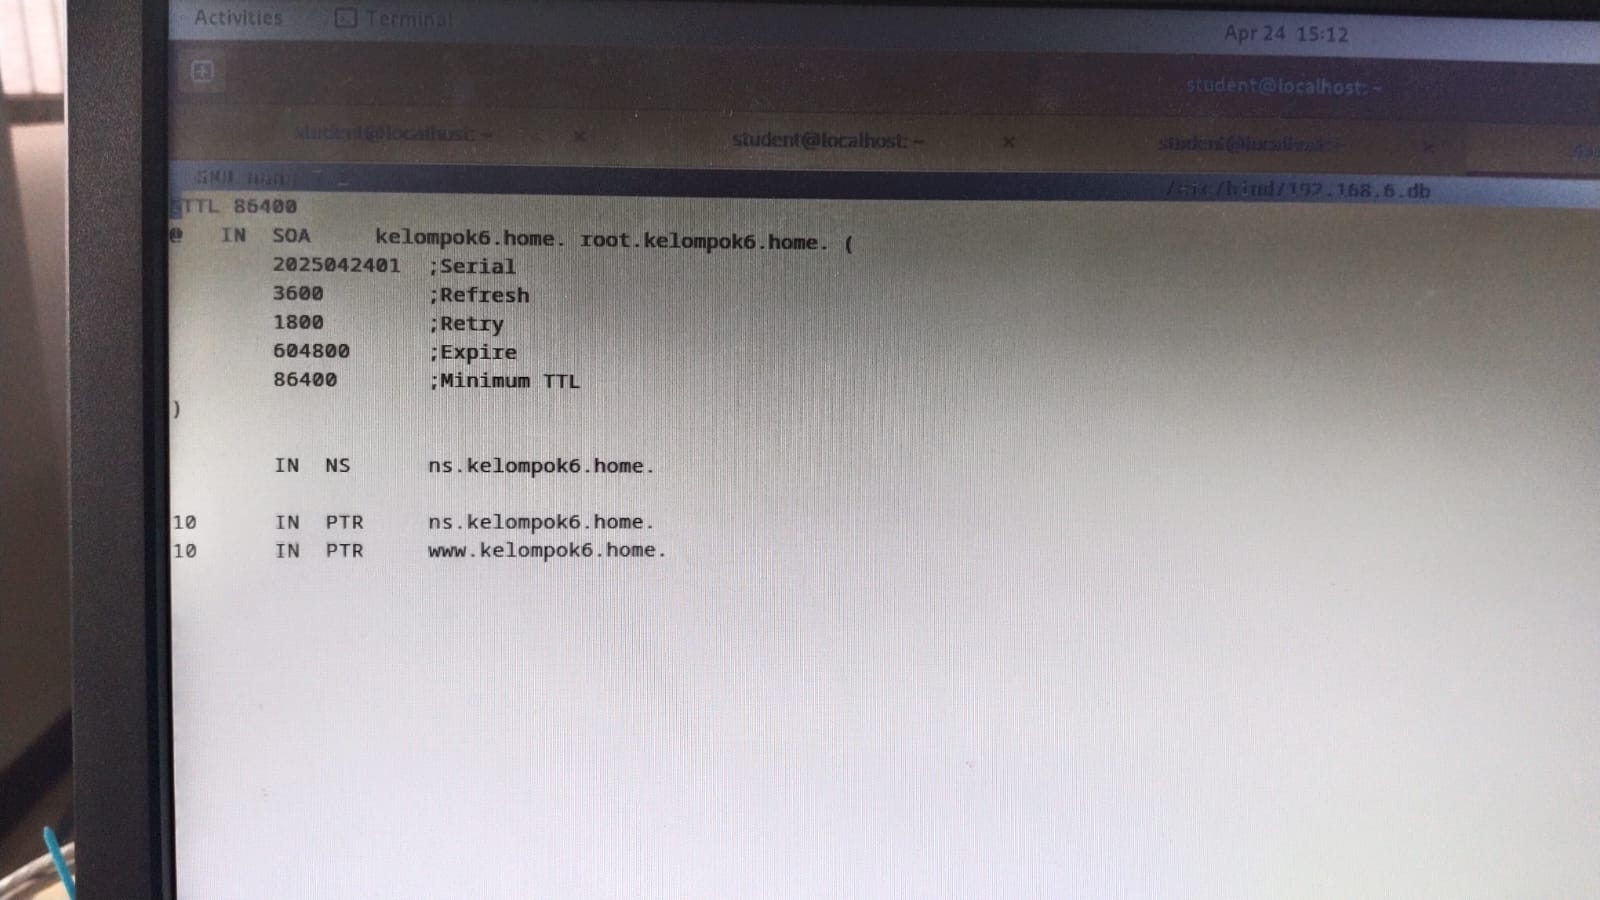 Activities Terminal
Apr 24 15:12
student@localhost:~
student@localhost:~ × student@localhost:~ × student@localhost:~ ×
GNU nano /etc/bind/192.168.6.db
$TTL 86400
@ IN SOA kelompok6.home. root.kelompok6.home. (
2025042401 ;Serial
3600 ;Refresh
1800 ;Retry
604800 ;Expire
86400 ;Minimum TTL
)
IN NS ns.kelompok6.home.
10 IN PTR ns.kelompok6.home.
10 IN PTR www.kelompok6.home.